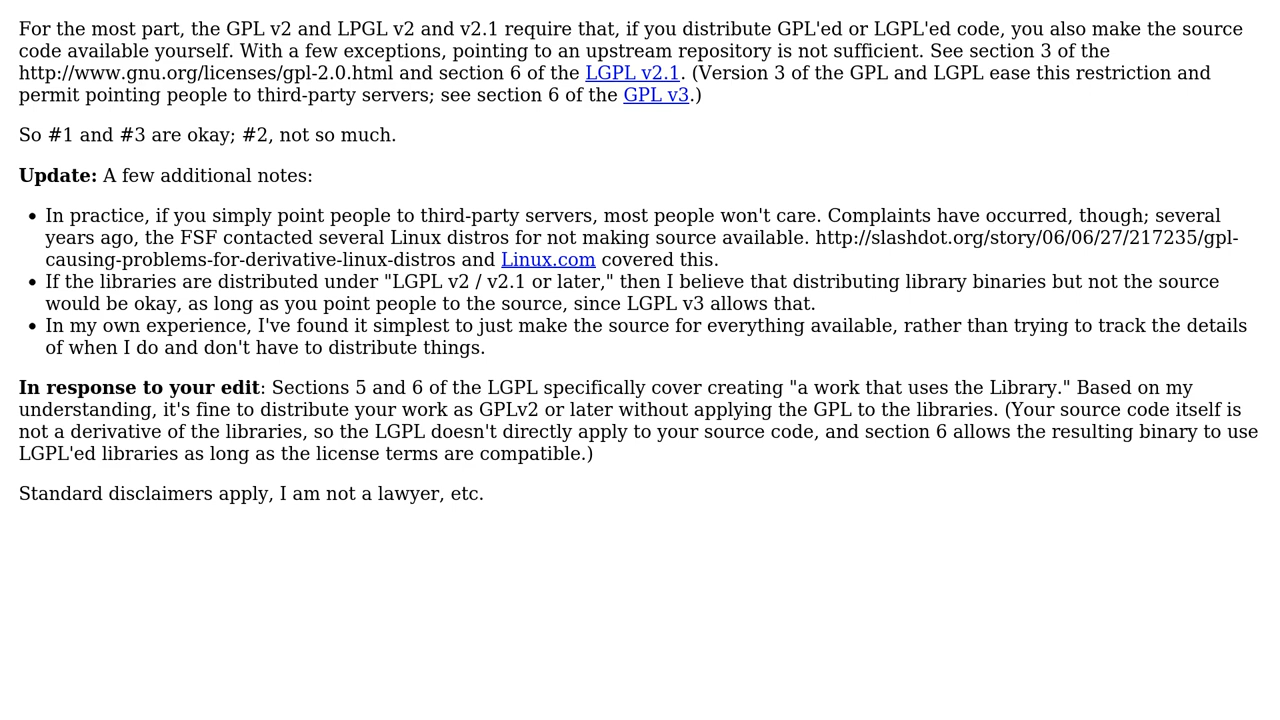 For the most part, the GPL v2 and LPGL v2 and v2.1 require that, if you distribute GPL'ed or LGPL'ed code, you also make the source
code available yourself. With a few exceptions, pointing to an upstream repository is not sufficient. See section 3 of the
http://www.gnu.org/licenses/gpl-2.0.html and section 6 of the LGPL v2.1. (Version 3 of the GPL and LGPL ease this restriction and
permit pointing people to third-party servers; see section 6 of the GPL v3.)
So #1 and #3 are okay; #2, not so much.
Update: A few additional notes:
• In practice, if you simply point people to third-party servers, most people won't care. Complaints have occurred, though; several
years ago, the FSF contacted several Linux distros for not making source available. http://slashdot.org/story/06/06/27/217235/gpl-
causing-problems-for-derivative-linux-distros and Linux.com covered this.
• If the libraries are distributed under "LGPL v2 / v2.1 or later," then I believe that distributing library binaries but not the source
would be okay, as long as you point people to the source, since LGPL v3 allows that.
• In my own experience, I've found it simplest to just make the source for everything available, rather than trying to track the details
of when I do and don't have to distribute things.
In response to your edit: Sections 5 and 6 of the LGPL specifically cover creating "a work that uses the Library." Based on my
understanding, it's fine to distribute your work as GPLv2 or later without applying the GPL to the libraries. (Your source code itself is
not a derivative of the libraries, so the LGPL doesn't directly apply to your source code, and section 6 allows the resulting binary to use
LGPL'ed libraries as long as the license terms are compatible.)
Standard disclaimers apply, I am not a lawyer, etc.